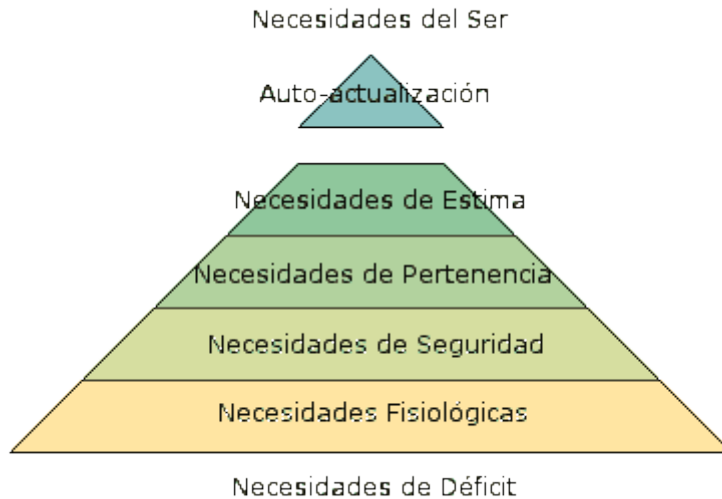 Necesidades del Ser
Auto-actualización
Necesidades de Estima
Necesidades de Pertenencia
Necesidades de Seguridad
Necesidades Fisiológicas
Necesidades de Déficit